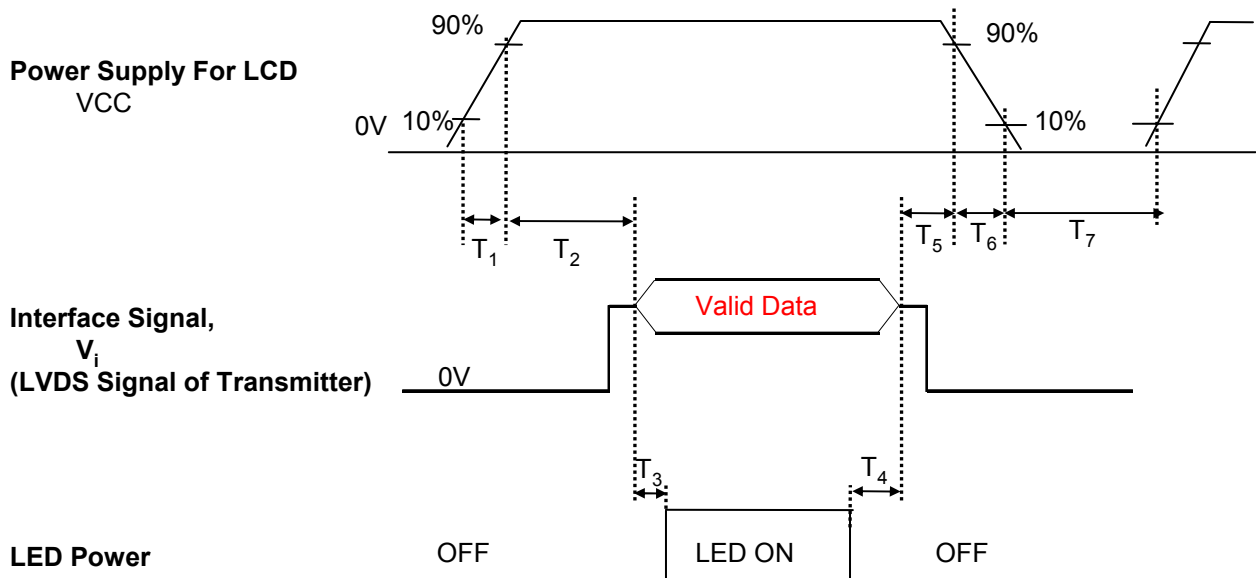 90%
90%
Power Supply For LCD
VCC
0V
10%
10%
T₁
T₂
T₅
T₆
T₇
Valid Data
Interface Signal,
Vᵢ
(LVDS Signal of Transmitter)
0V
T₃
T₄
LED Power
OFF
LED ON
OFF